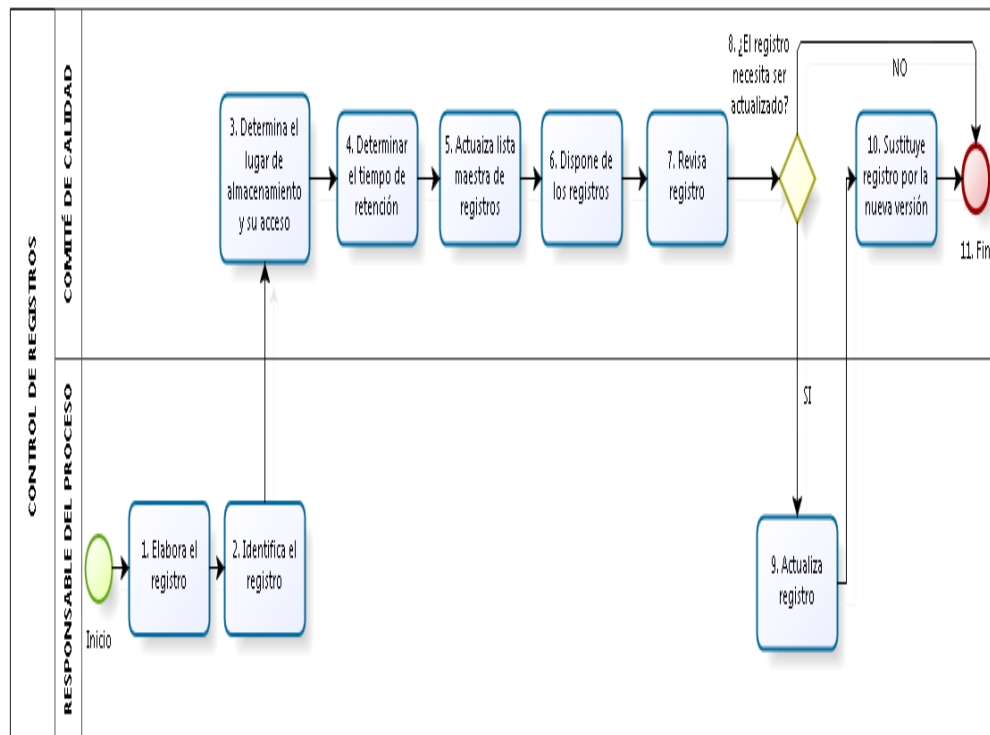 CONTROL DE REGISTROS
COMITÉ DE CALIDAD
3. Determina el
lugar de
almacenamiento
y su acceso
4. Determinar
el tiempo de
retención
5. Actuaiza lista
maestra de
registros
6. Dispone de
los registros
7. Revisa
registro
8. ¿El registro
necesita ser
actualizado?
NO
10. Sustituye
registro por la
nueva versión
11. Fin
SI
RESPONSABLE DEL PROCESO
Inicio
1. Elabora el
registro
2. Identifica el
registro
9. Actualiza
registro